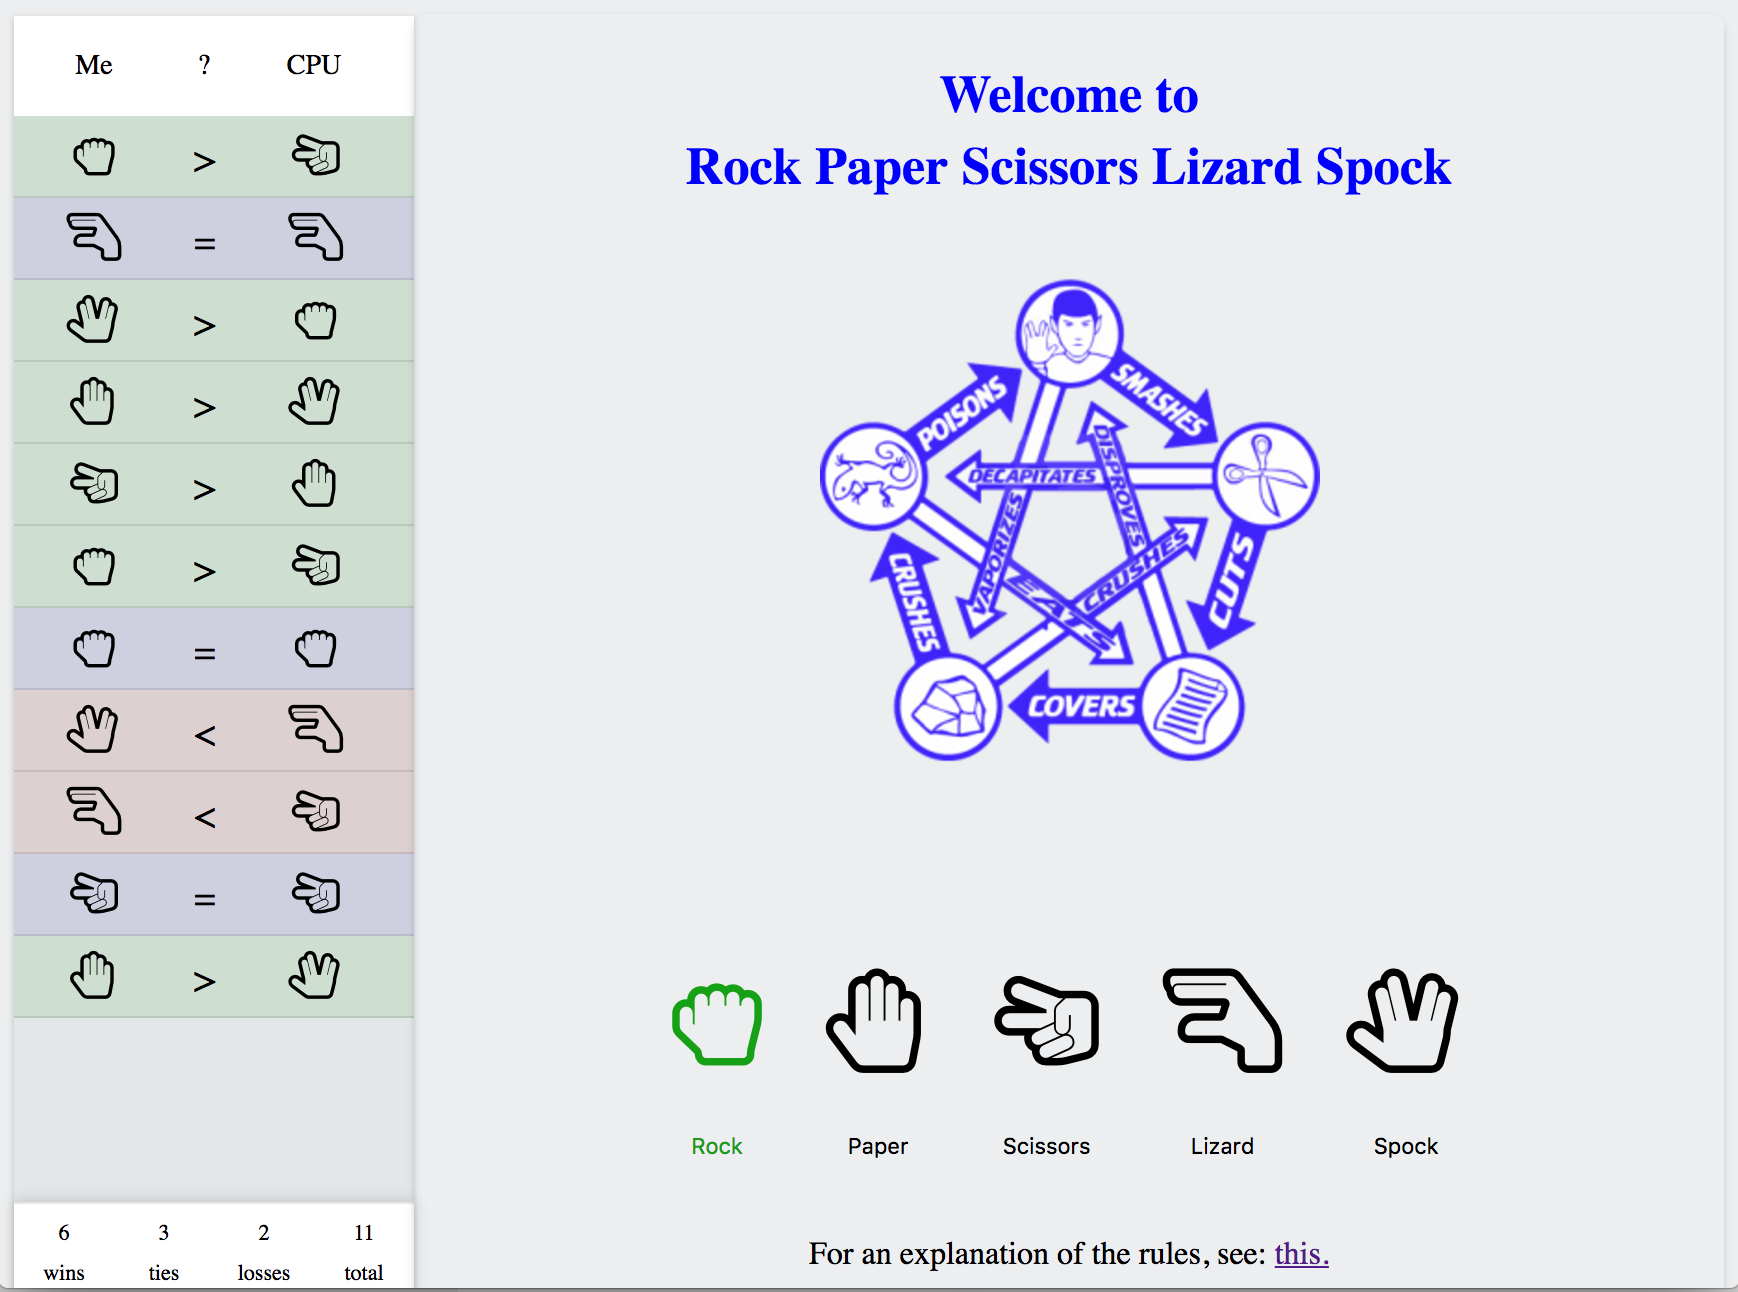 Me ? CPU
>
=
>
>
>
>
=
<
<
=
>
6 3 2 11
wins ties losses total
Welcome to
Rock Paper Scissors Lizard Spock
POISONS
SMASHES
DECAPITATES
DISPROVES
VAPORIZES
CRUSHES
CUTS
CRUSHES
EATS
COVERS
Rock Paper Scissors Lizard Spock
For an explanation of the rules, see: this.